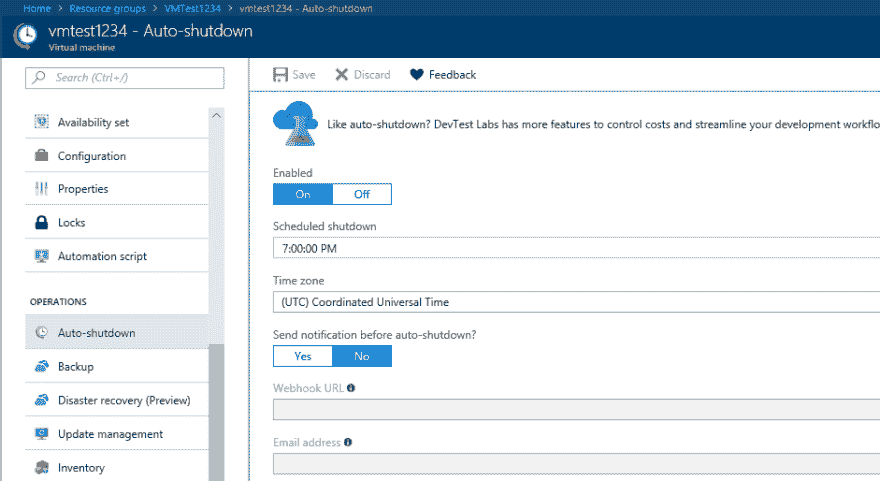 Home > Resource groups > VMTest1234 > vmtest1234 - Auto-shutdown
vmtest1234 - Auto-shutdown
Virtual machine
Search (Ctrl+/)
Availability set
Configuration
Properties
Locks
Automation script
OPERATIONS
Auto-shutdown
Backup
Disaster recovery (Preview)
Update management
Inventory
Save Discard Feedback
Like auto-shutdown? DevTest Labs has more features to control costs and streamline your development workflo
Enabled
On Off
Scheduled shutdown
7:00:00 PM
Time zone
(UTC) Coordinated Universal Time
Send notification before auto-shutdown?
Yes No
Webhook URL
Email address